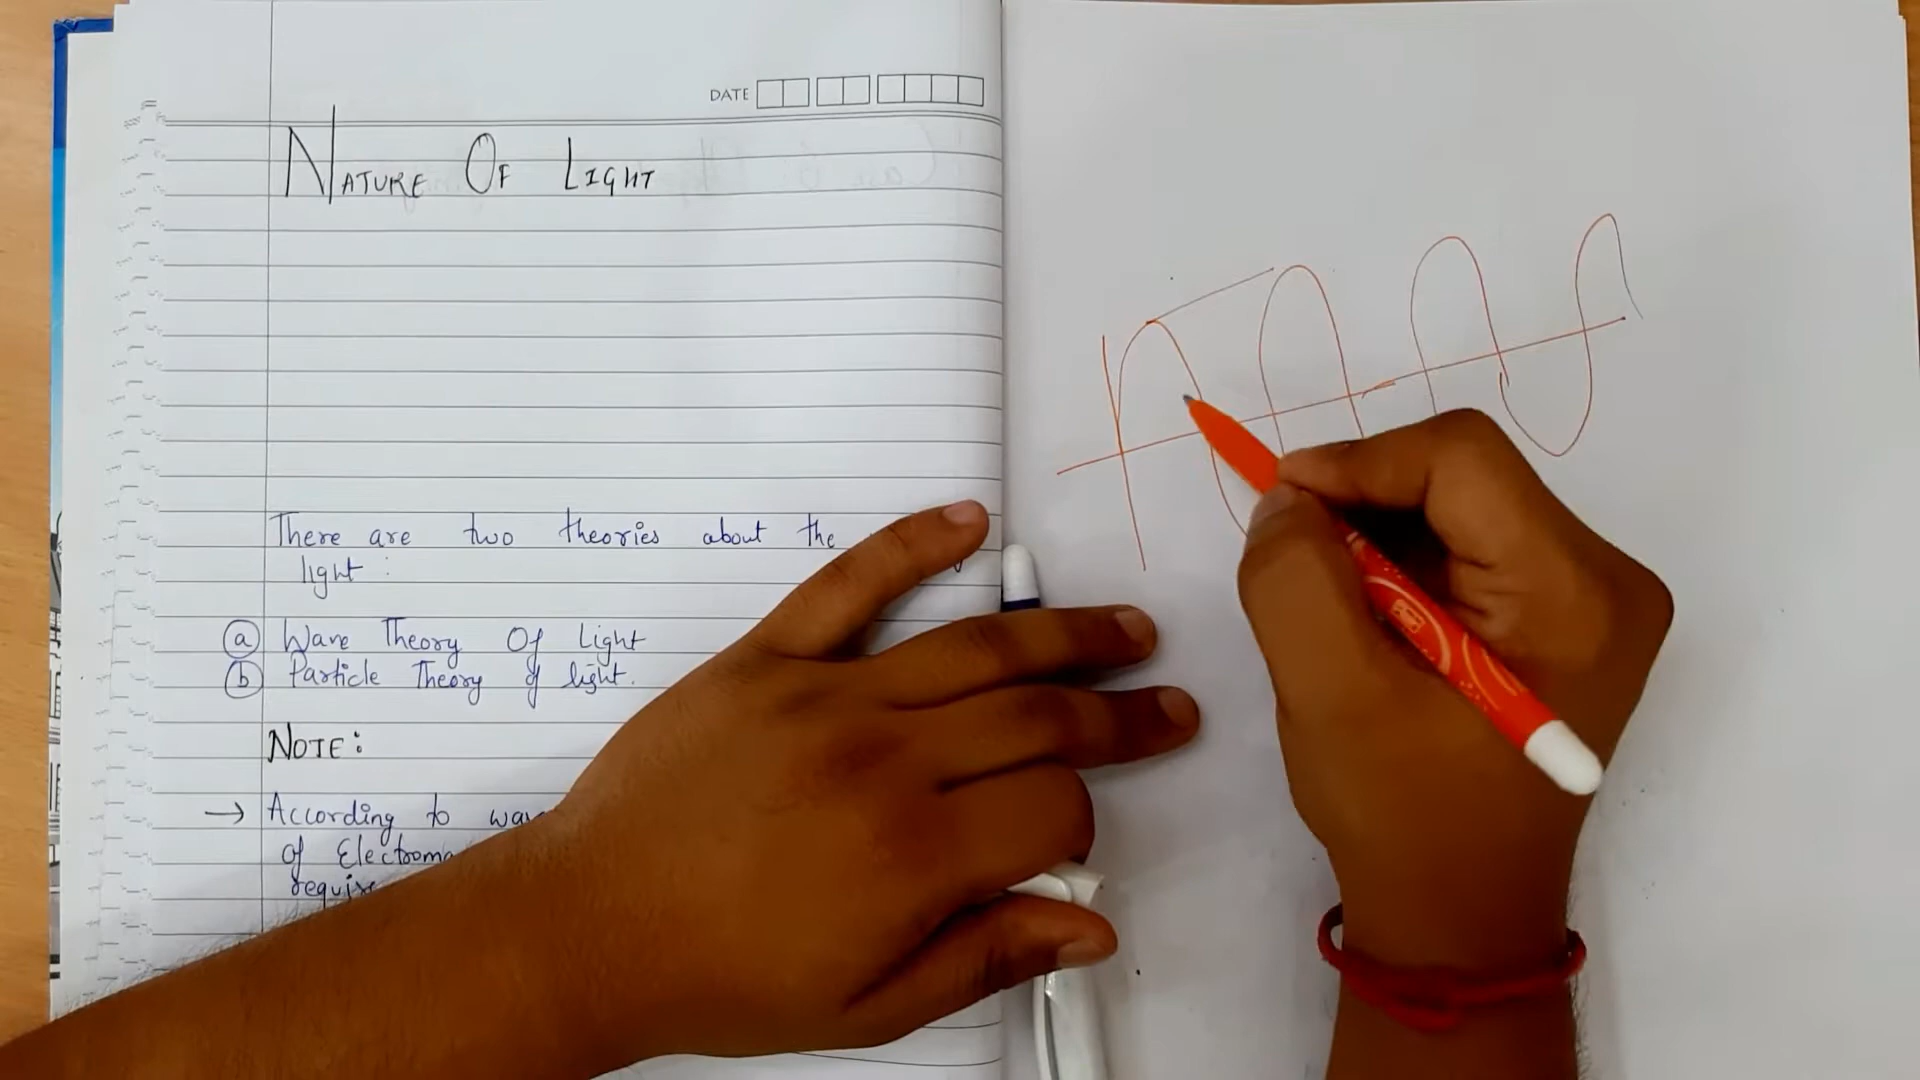 DATE
NATURE OF LIGHT
There are two theories about the
light :
(a) Wave Theory Of Light
(b) Particle Theory of light.
NOTE:
→ According to
of